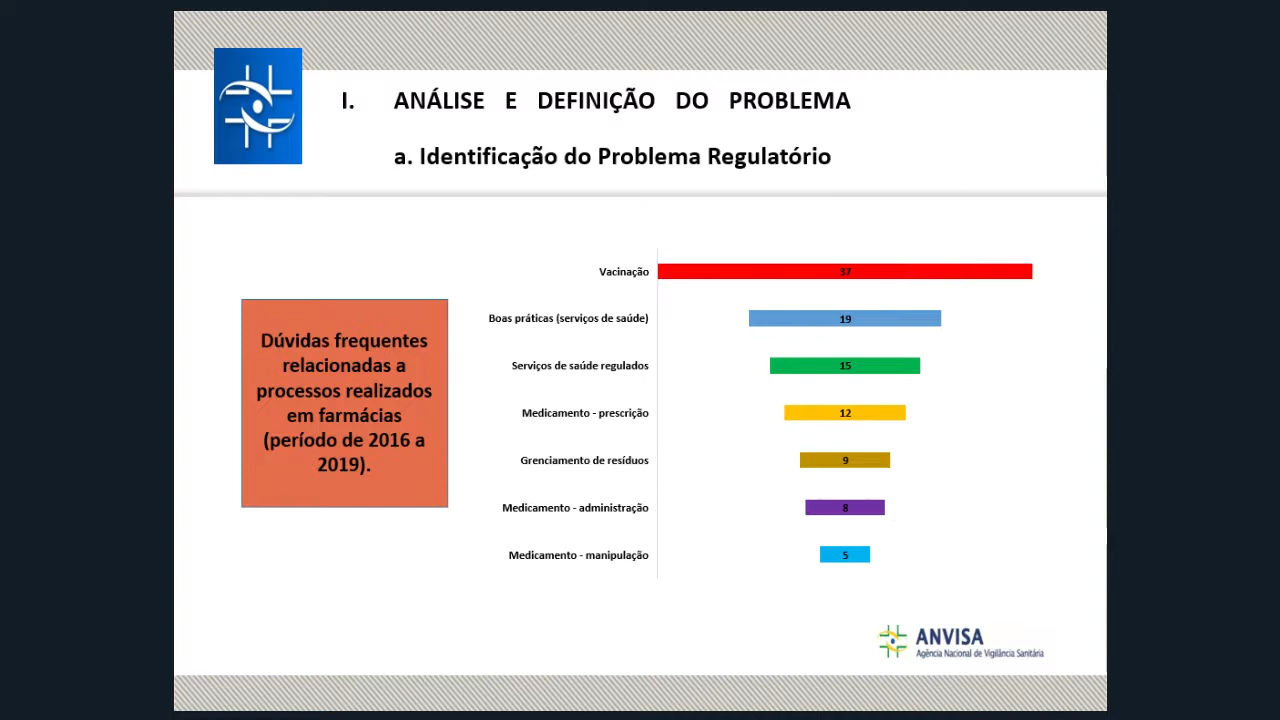 I. ANÁLISE E DEFINIÇÃO DO PROBLEMA
a. Identificação do Problema Regulatório
Dúvidas frequentes
relacionadas a
processos realizados
em farmácias
(período de 2016 a
2019).
Vacinação 37
Boas práticas (serviços de saúde) 19
Serviços de saúde regulados 15
Medicamento - prescrição 12
Grenciamento de resíduos 9
Medicamento - administração 8
Medicamento - manipulação 5
ANVISA
Agência Nacional de Vigilância Sanitária